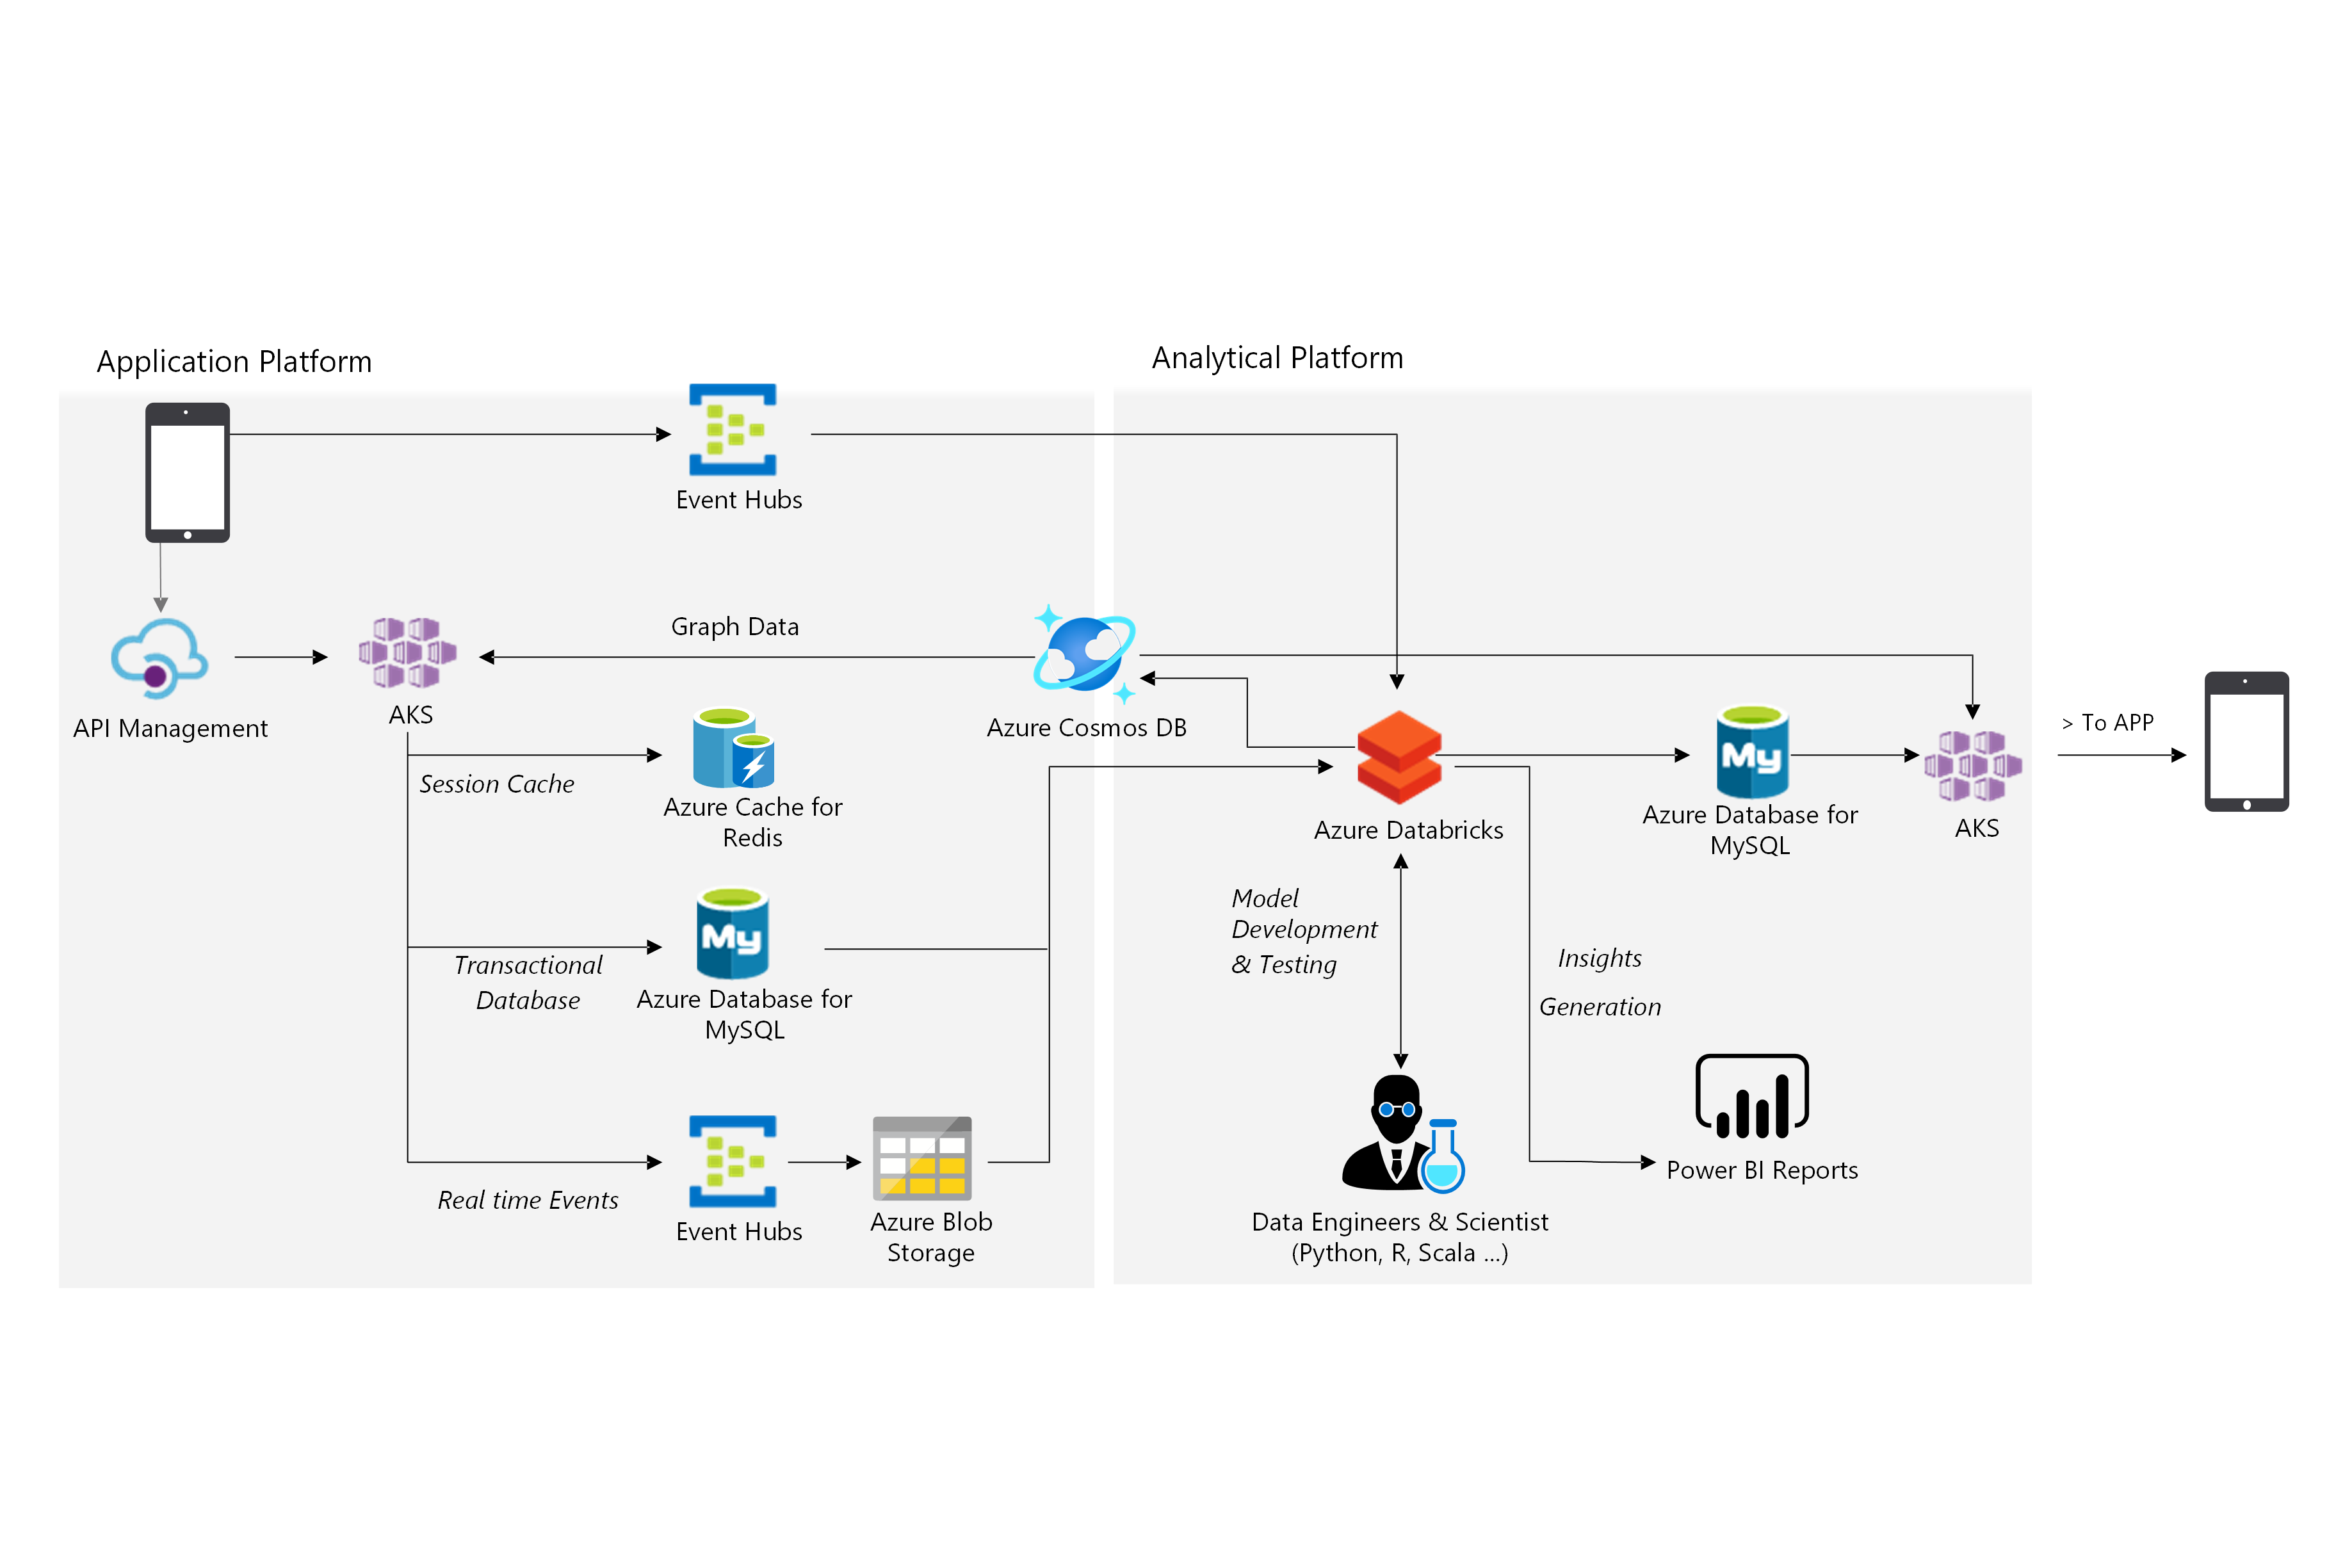 Application Platform
Analytical Platform
Event Hubs
Graph Data
API Management
AKS
Azure Cosmos DB
> To APP
Session Cache
Azure Cache for
Redis
Azure Databricks
Azure Database for
MySQL
AKS
Model
Development
& Testing
Transactional
Database
Azure Database for
MySQL
Insights
Generation
Real time Events
Event Hubs
Azure Blob
Storage
Data Engineers & Scientist
(Python, R, Scala ...)
Power BI Reports
My
My